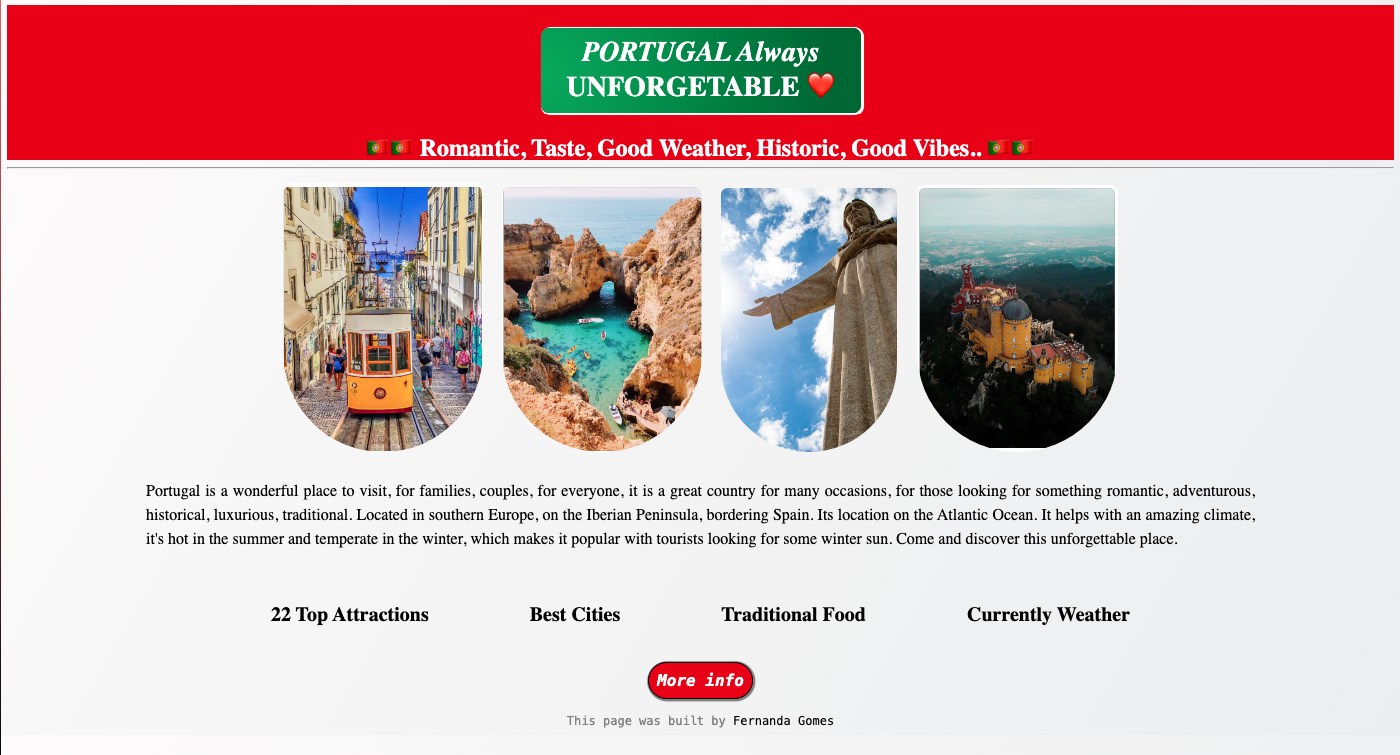 PORTUGAL Always
UNFORGETABLE ❤️
🇵🇹🇵🇹 Romantic, Taste, Good Weather, Historic, Good Vibes.. 🇵🇹🇵🇹
Portugal is a wonderful place to visit, for families, couples, for everyone, it is a great country for many occasions, for those looking for something romantic, adventurous,
historical, luxurious, traditional. Located in southern Europe, on the Iberian Peninsula, bordering Spain. Its location on the Atlantic Ocean. It helps with an amazing climate,
it's hot in the summer and temperate in the winter, which makes it popular with tourists looking for some winter sun. Come and discover this unforgettable place.
22 Top Attractions Best Cities Traditional Food Currently Weather
More info
This page was built by Fernanda Gomes